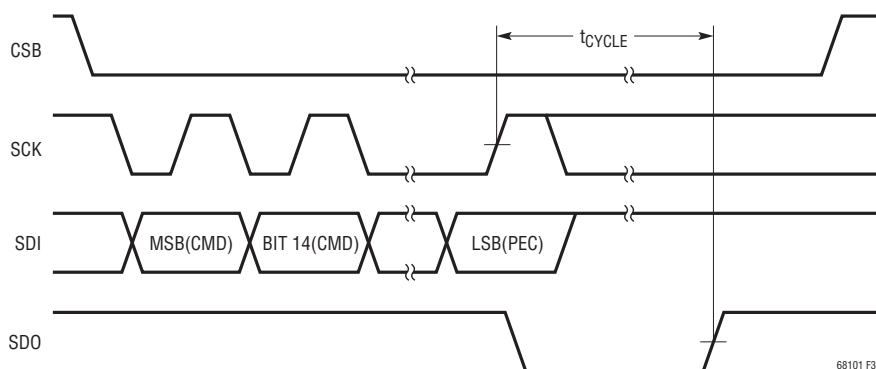 CSB
tCYCLE
SCK
SDI
MSB(CMD)
BIT 14(CMD)
LSB(PEC)
SDO
68101 F3